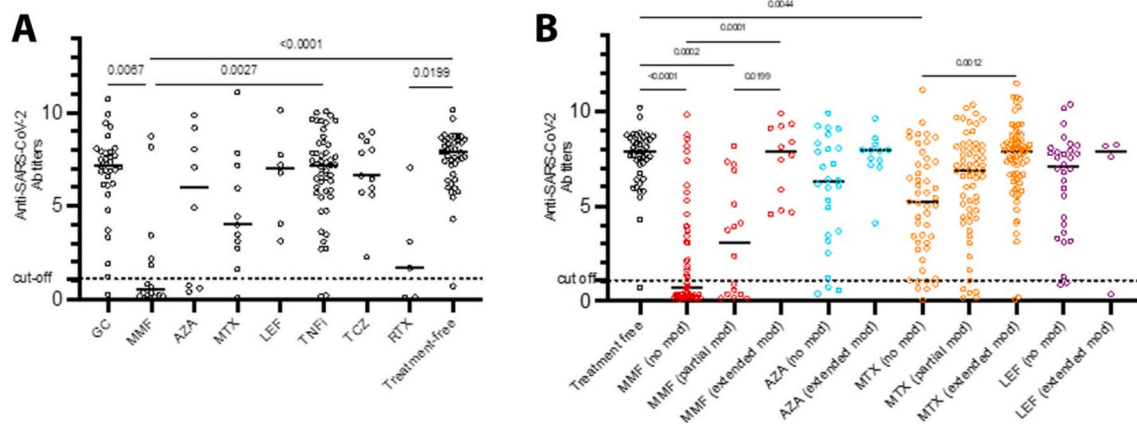 A
<0.0001
0.0067
0.0027
0.0199
10
5
cut-off
0
Anti-SARS-CoV-2
Ab titers
GC
MMF
AZA
MTX
LEF
TNFi
TCZ
RTX
Treatment-free
B
0.0044
0.0001
0.0002
<0.0001
0.0199
0.0012
10
5
cut off
0
Anti-SARS-CoV-2
Ab titers
Treatment free
MMF (no mod)
MMF (partial mod)
MMF (extended mod)
AZA (no mod)
AZA (extended mod)
MTX (no mod)
MTX (partial mod)
MTX (extended mod)
LEF (no mod)
LEF (extended mod)